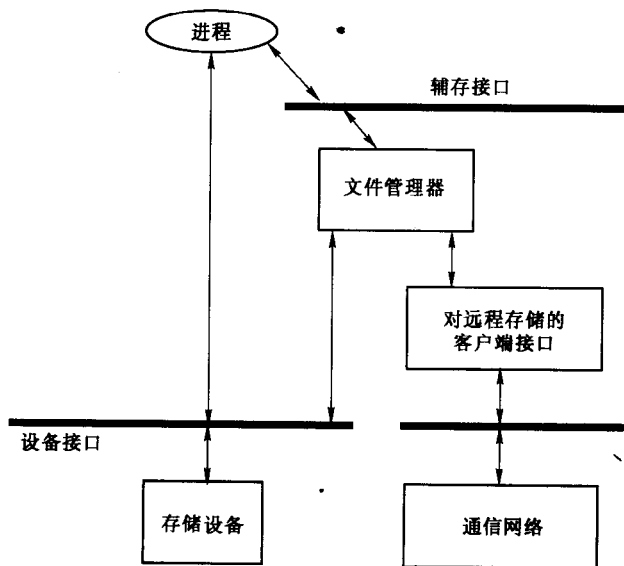 进程
辅存接口
文件管理器
对远程存储的
客户端接口
设备接口
存储设备
通信网络